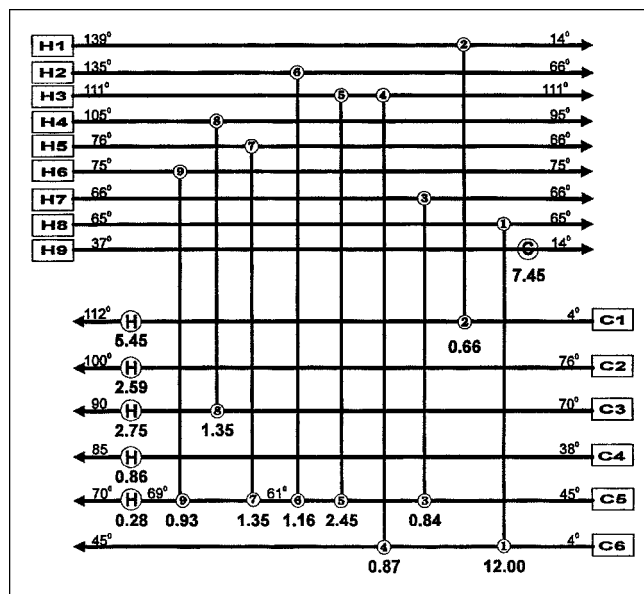 H1 139° ② 14°
H2 135° ⑥ 66°
H3 111° ⑤ ④ 111°
H4 105° ⑧ 95°
H5 76° ⑦ 66°
H6 75° ⑨ 75°
H7 66° ③ 66°
H8 65° ① 65°
H9 37° C 14°
7.45
112° H ② 4° C1
5.45 0.66
100° H 76° C2
2.59
90 H ⑧ 70° C3
2.75 1.35
85 H 38° C4
0.86
70° H 69° ⑨ ⑦ 61° ⑥ ⑤ ③ 45° C5
0.28 0.93 1.35 1.16 2.45 0.84
45° ④ ① 4° C6
0.87 12.00